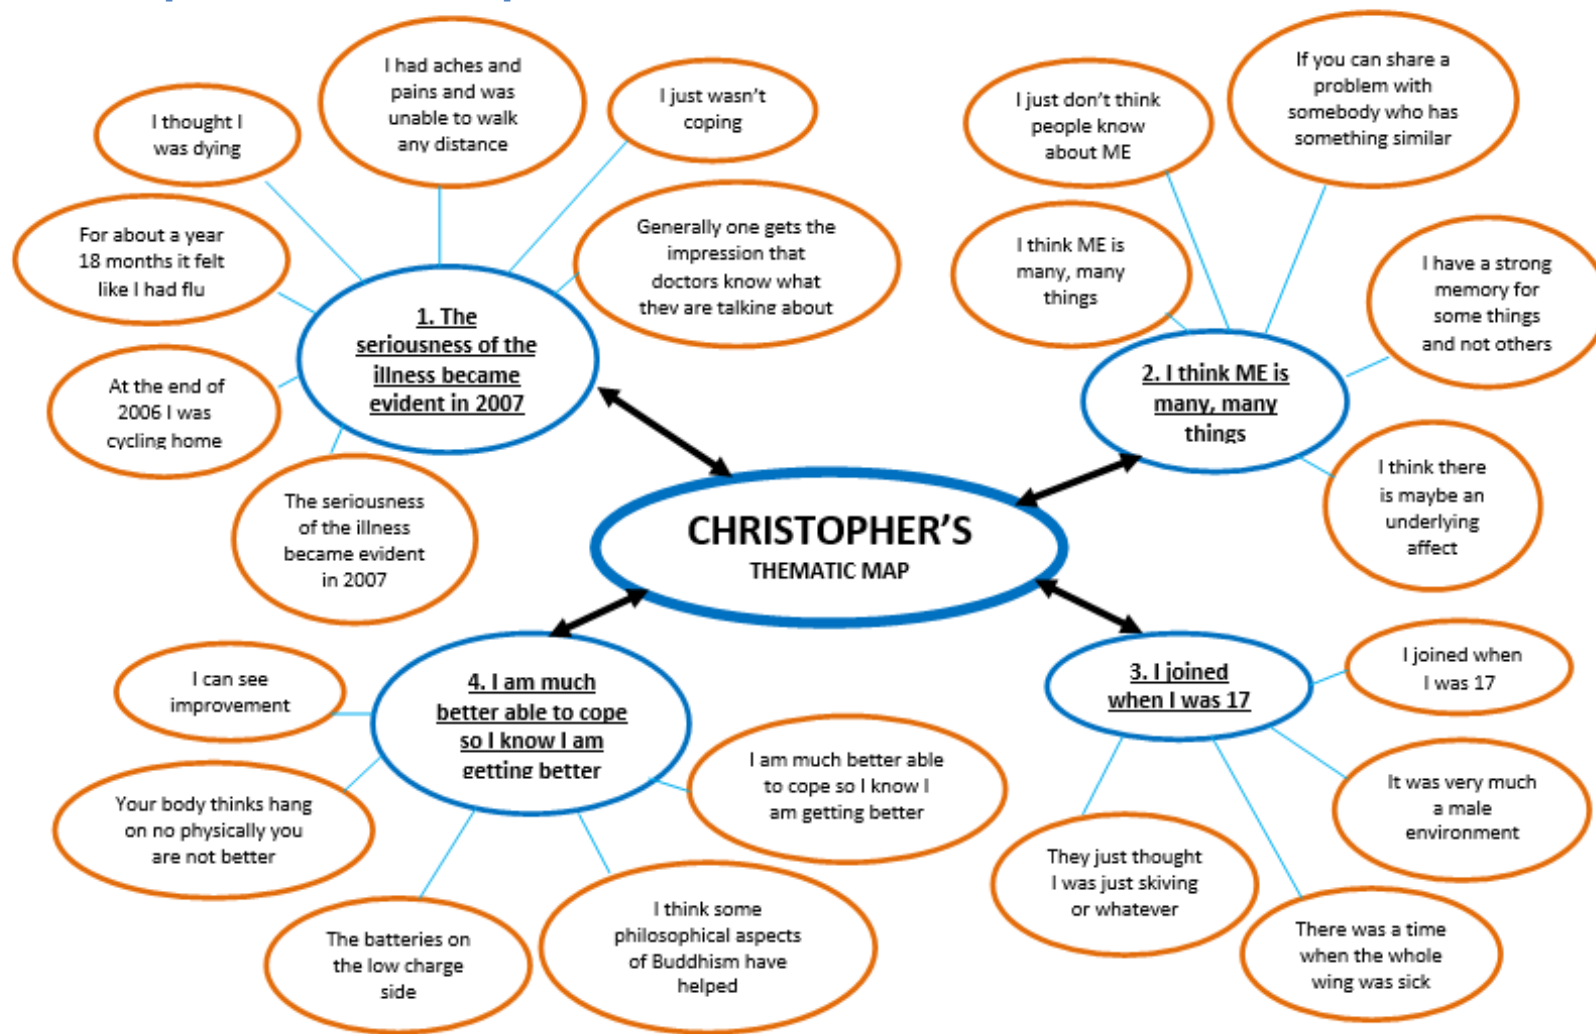 I thought I
was dying
I had aches and
pains and was
unable to walk
any distance
I just wasn't
coping
For about a year
18 months it felt
like I had flu
Generally one gets the
impression that
doctors know what
they are talking about
At the end of
2006 I was
cycling home
The seriousness
of the illness
became evident
in 2007
1. The
seriousness of the
illness became
evident in 2007
I just don't think
people know
about ME
If you can share a
problem with
somebody who has
something similar
I think ME is
many, many
things
I have a strong
memory for
some things
and not others
I think there
is maybe an
underlying
affect
2. I think ME is
many, many
things
CHRISTOPHER'S
THEMATIC MAP
I can see
improvement
4. I am much
better able to cope
so I know I am
getting better
Your body thinks hang
on no physically you
are not better
I am much better able
to cope so I know I
am getting better
The batteries on
the low charge
side
I think some
philosophical aspects
of Buddhism have
helped
3. I joined
when I was 17
I joined when
I was 17
It was very much
a male
environment
They just thought
I was just skiving
or whatever
There was a time
when the whole
wing was sick